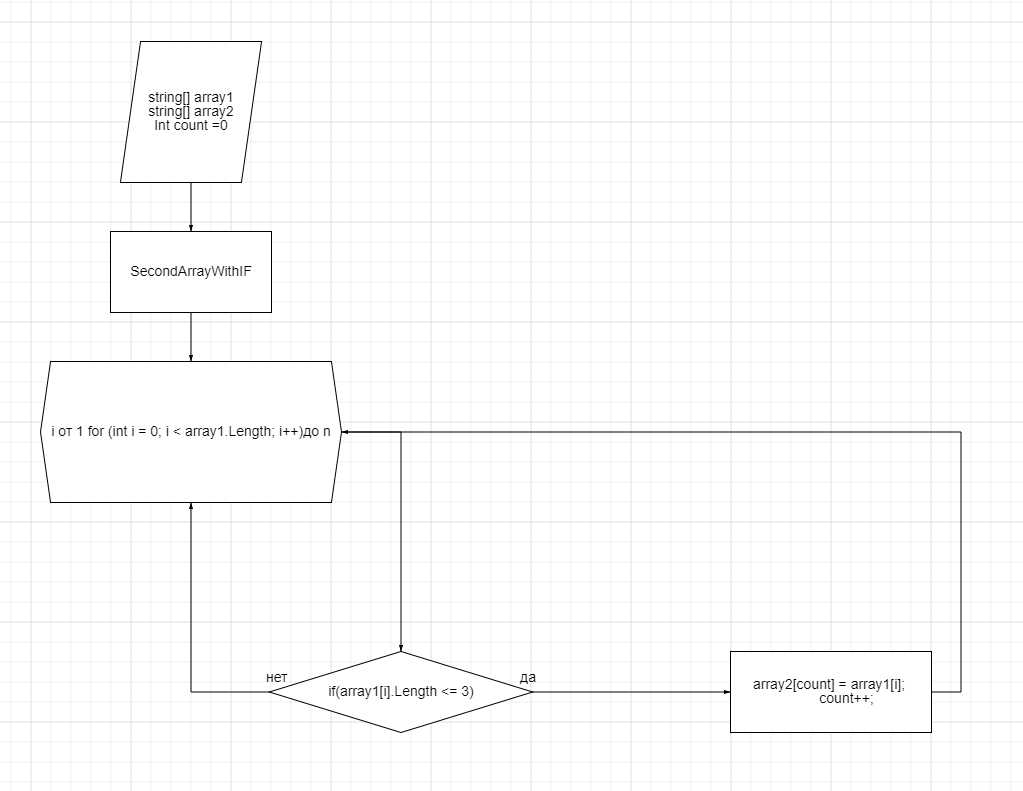 string[] array1
string[] array2
Int count =0
SecondArrayWithIF
i от 1 for (int i = 0; i < array1.Length; i++)до n
нет
if(array1[i].Length <= 3)
да
array2[count] = array1[i];
count++;